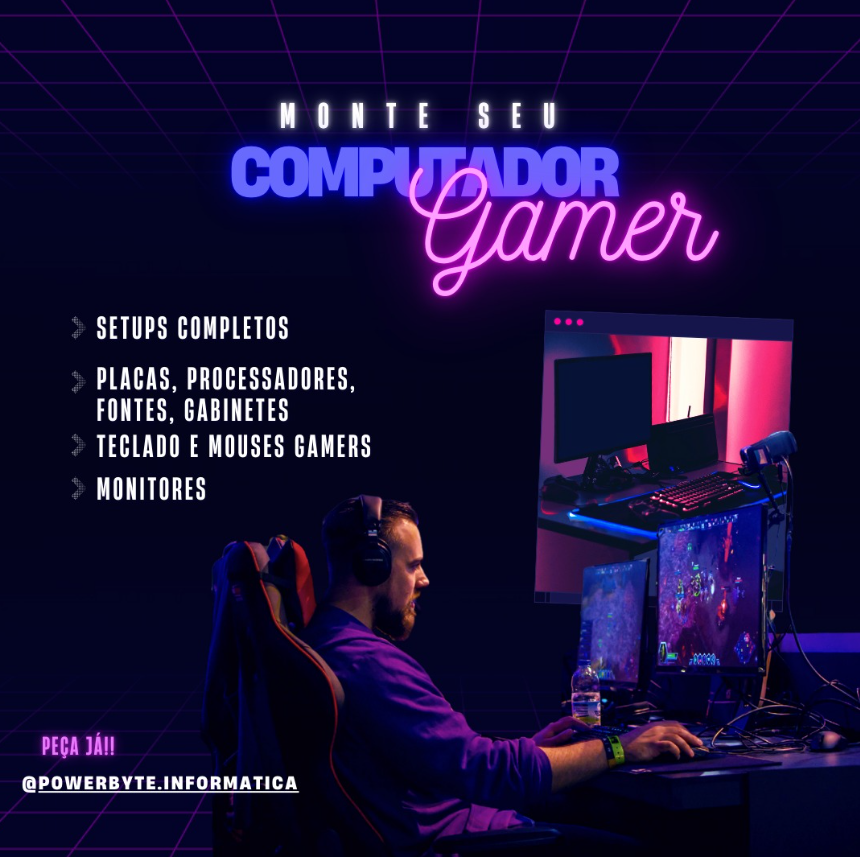 MONTE SEU
COMPUTADOR
Gamer
SETUPS COMPLETOS
PLACAS, PROCESSADORES,
FONTES, GABINETES
TECLADO E MOUSES GAMERS
MONITORES
PEÇA JÁ!!
@POWERBYTE.INFORMATICA